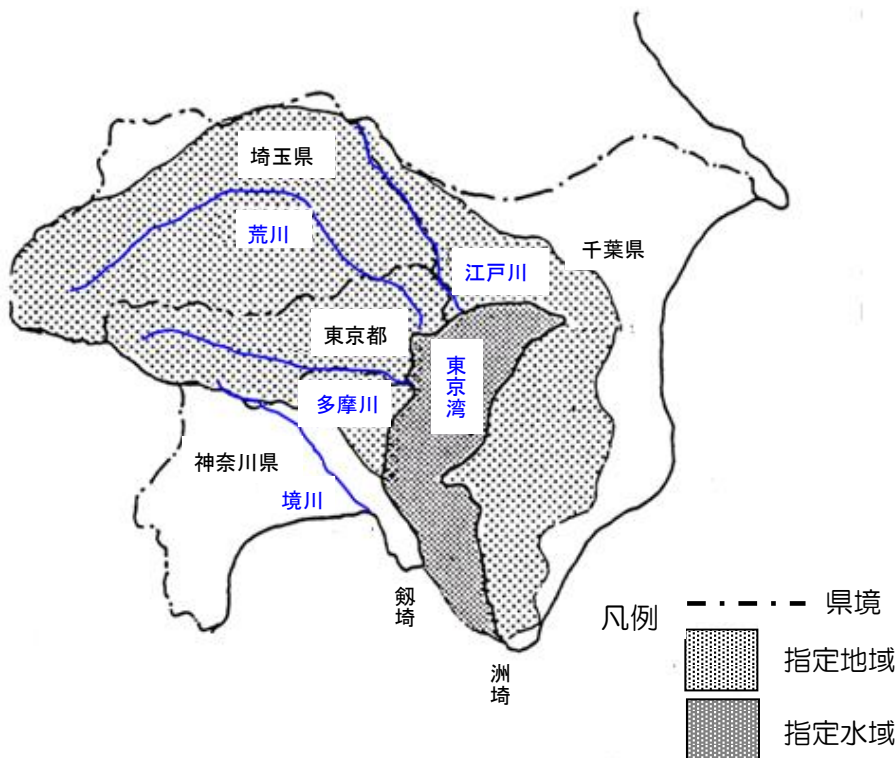 埼玉県
荒川
千葉県
江戸川
東京都
東京湾
多摩川
神奈川県
境川
剱埼
洲埼
凡例
県境
指定地域
指定水域